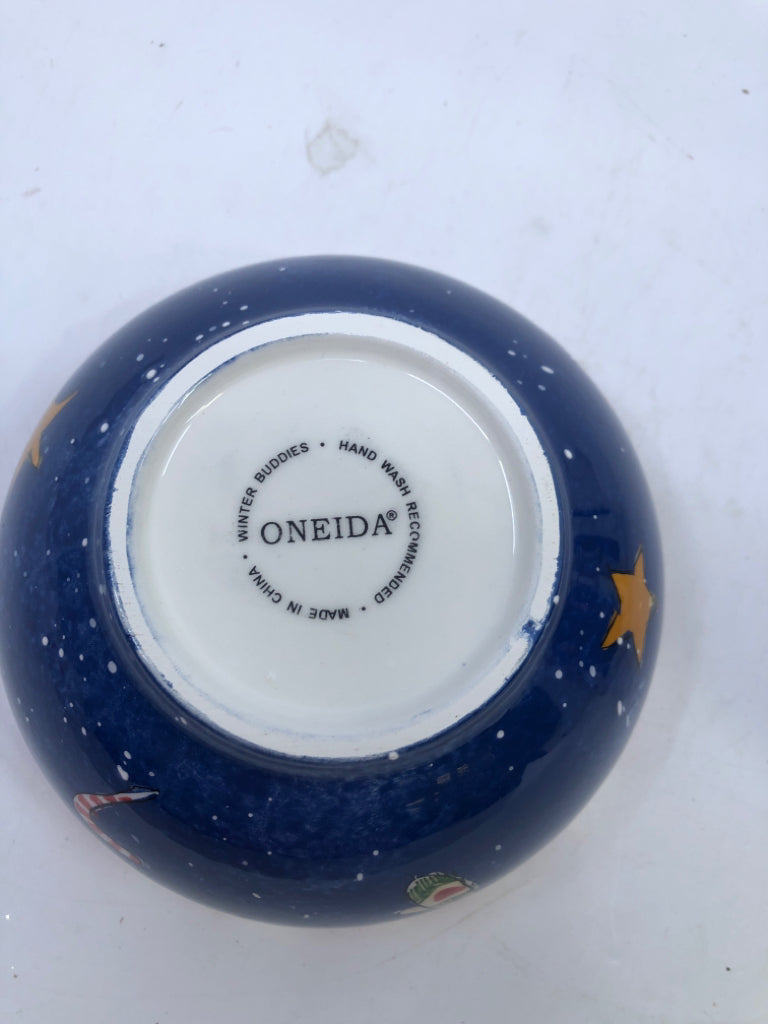 WINTER BUDDIES • HAND WASH RECOMMENDED • MADE IN CHINA •
ONEIDA®